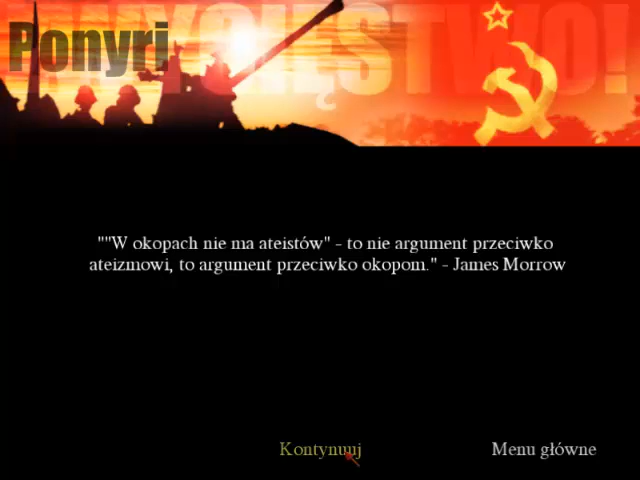 ZWYCIĘSTWO!
Ponyri
""W okopach nie ma ateistów" - to nie argument przeciwko
ateizmowi, to argument przeciwko okopom." - James Morrow
Kontynuuj
Menu główne